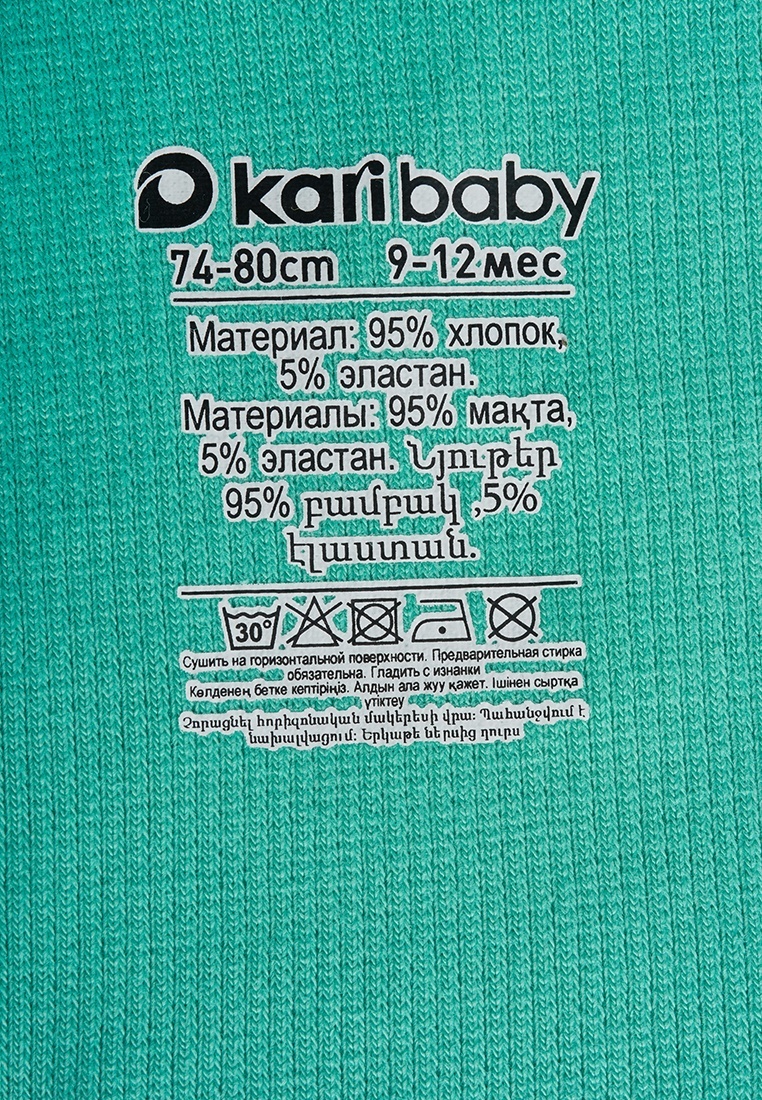 kari baby
74-80cm 9-12мес
Материал: 95% хлопок,
5% эластан.
Материалы: 95% мақта,
5% эластан. Նյութեր
95% բամբակ ,5%
էլաստան.
30°
Сушить на горизонтальной поверхности. Предварительная стирка
обязательна. Гладить с изнанки
Көлденең бетке кептіріңіз. Алдын ала жуу қажет. Ішінен сыртқа
үтіктеу
Չորացնել հորիզոնական մակերեսի վրա: Պահանջվում է
նախալվացում: Երկաթե ներսից դուրս